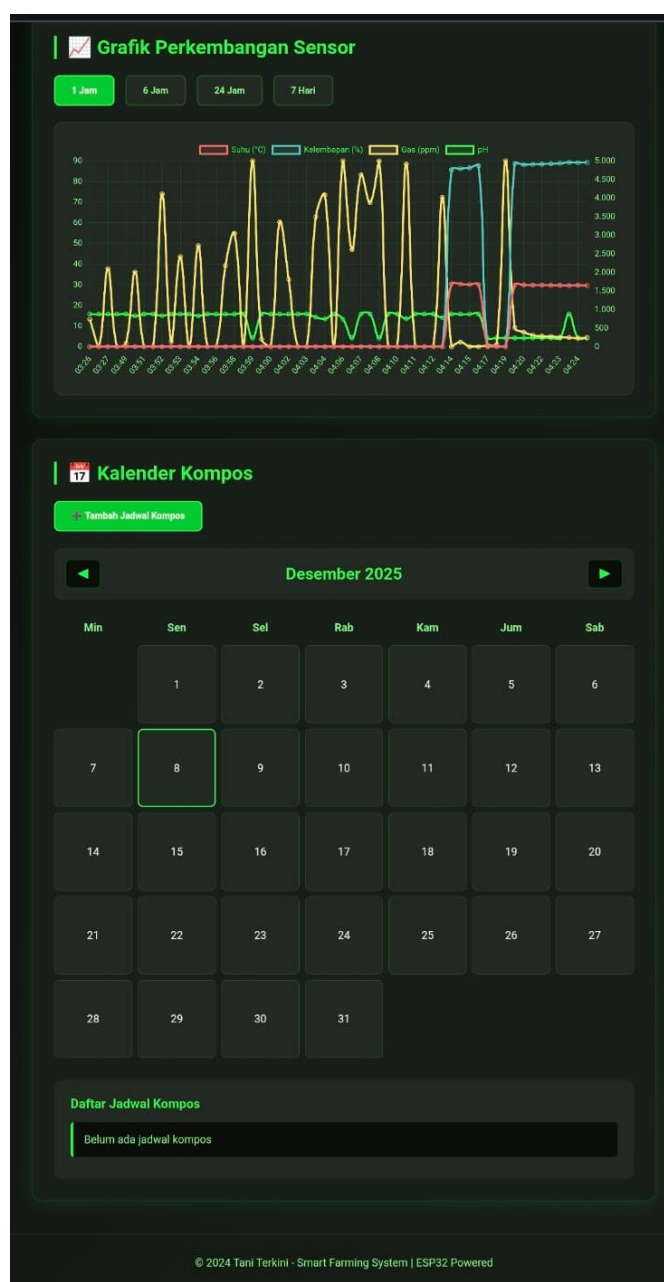 Grafik Perkembangan Sensor
1 Jam 6 Jam 24 Jam 7 Hari
Suhu (°C) Kelembapan (%) Gas (ppm) pH
90 5.000
80 4.500
70 4.000
60 3.500
50 3.000
40 2.500
30 2.000
20 1.500
10 1.000
0 500
0
03:26 03:27 03:49 03:51 03:52 03:53 03:54 03:56 03:58 03:59 04:00 04:02 04:03 04:04 04:06 04:07 04:08 04:10 04:11 04:12 04:14 04:15 04:17 04:19 04:20 04:22 04:23 04:24
17 Kalender Kompos
Tambah Jadwal Kompos
Desember 2025
Min Sen Sel Rab Kam Jum Sab
1 2 3 4 5 6
7 8 9 10 11 12 13
14 15 16 17 18 19 20
21 22 23 24 25 26 27
28 29 30 31
Daftar Jadwal Kompos
Belum ada jadwal kompos
© 2024 Tani Terkini - Smart Farming System | ESP32 Powered